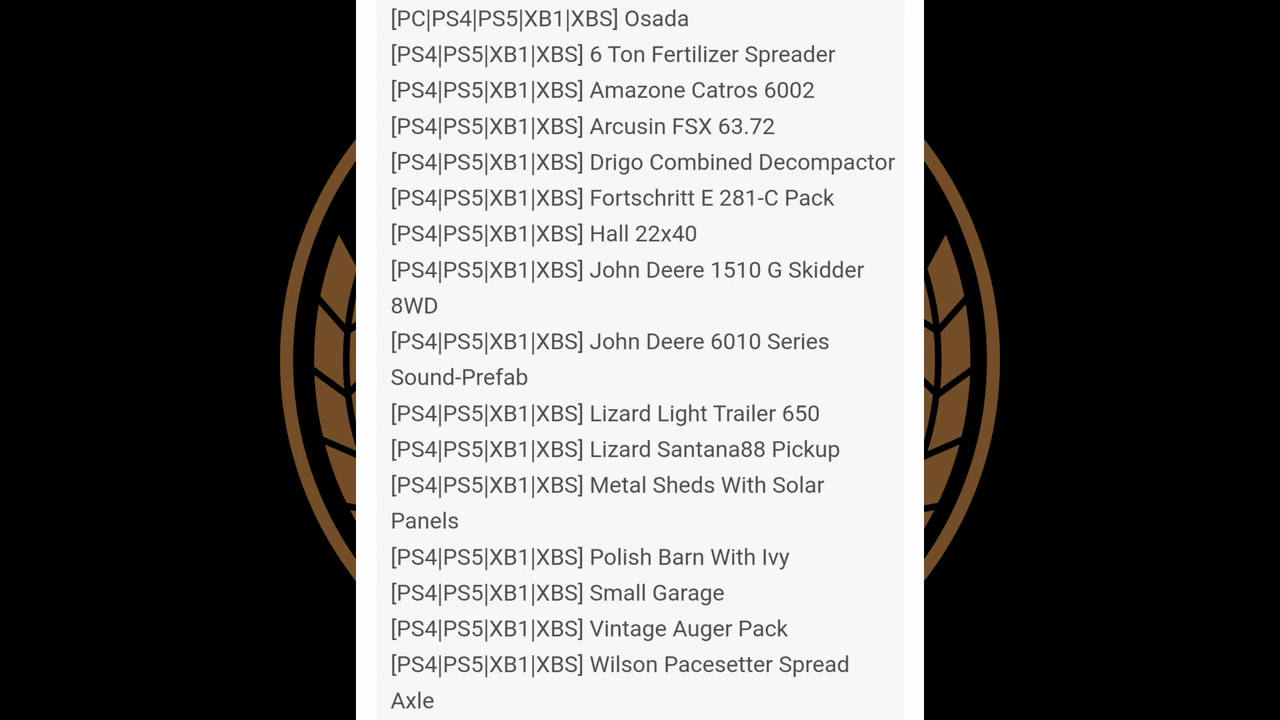 [PC|PS4|PS5|XB1|XBS] Osada
[PS4|PS5|XB1|XBS] 6 Ton Fertilizer Spreader
[PS4|PS5|XB1|XBS] Amazone Catros 6002
[PS4|PS5|XB1|XBS] Arcusin FSX 63.72
[PS4|PS5|XB1|XBS] Drigo Combined Decompactor
[PS4|PS5|XB1|XBS] Fortschritt E 281-C Pack
[PS4|PS5|XB1|XBS] Hall 22x40
[PS4|PS5|XB1|XBS] John Deere 1510 G Skidder
8WD
[PS4|PS5|XB1|XBS] John Deere 6010 Series
Sound-Prefab
[PS4|PS5|XB1|XBS] Lizard Light Trailer 650
[PS4|PS5|XB1|XBS] Lizard Santana88 Pickup
[PS4|PS5|XB1|XBS] Metal Sheds With Solar
Panels
[PS4|PS5|XB1|XBS] Polish Barn With Ivy
[PS4|PS5|XB1|XBS] Small Garage
[PS4|PS5|XB1|XBS] Vintage Auger Pack
[PS4|PS5|XB1|XBS] Wilson Pacesetter Spread
Axle